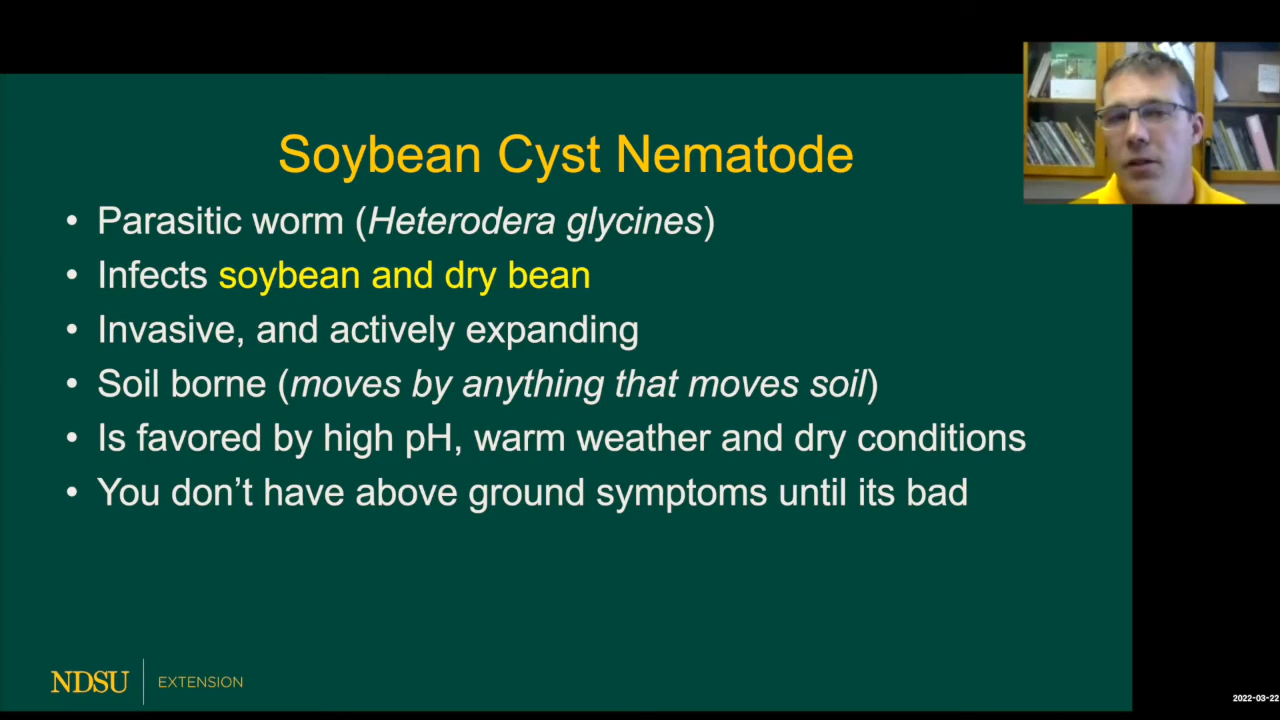 Soybean Cyst Nematode
• Parasitic worm (Heterodera glycines)
• Infects soybean and dry bean
• Invasive, and actively expanding
• Soil borne (moves by anything that moves soil)
• Is favored by high pH, warm weather and dry conditions
• You don’t have above ground symptoms until its bad
NDSU EXTENSION
2022-03-22